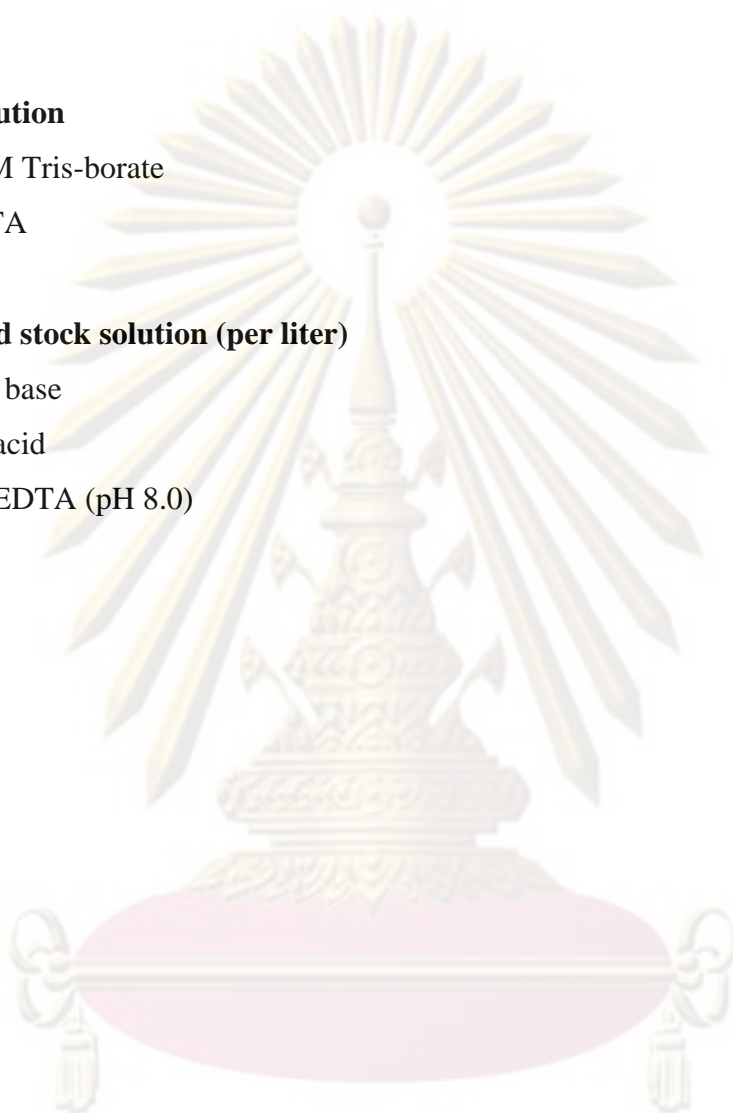 ution
M Tris-borate
TA
d stock solution (per liter)
base
acid
EDTA (pH 8.0)